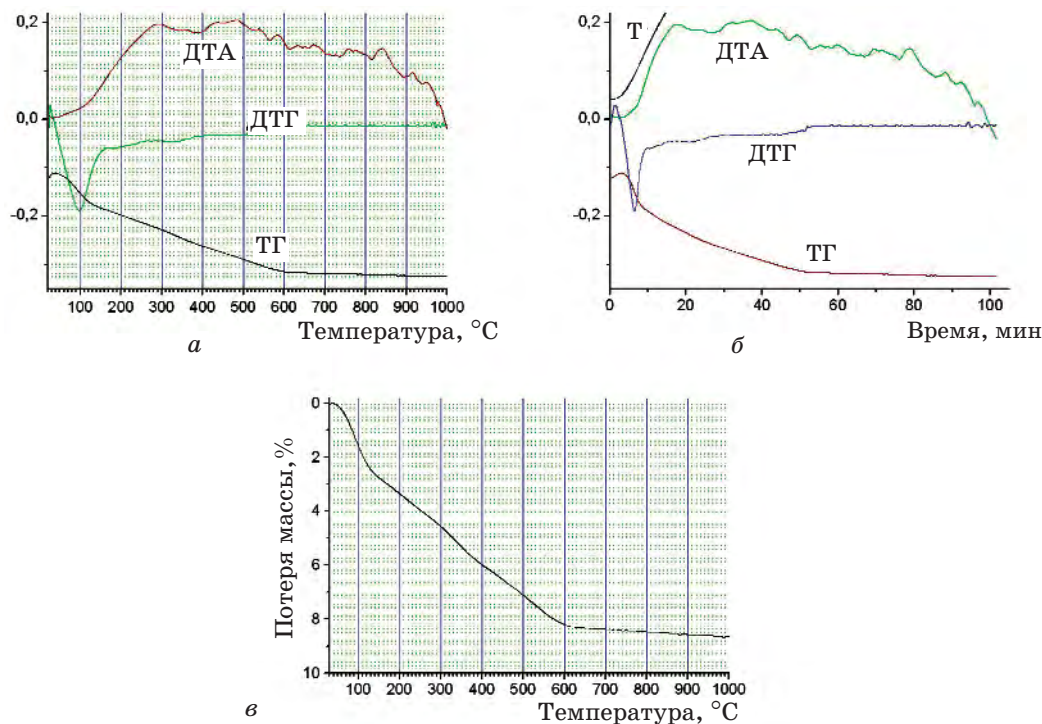 0,2
0,0
-0,2
ДТА
ДТГ
ТГ
100 200 300 400 500 600 700 800 900 1000
Температура, °C
а
0,2
0,0
-0,2
Т
ДТА
ДТГ
ТГ
0 20 40 60 80 100
Время, мин
б
0
2
4
6
8
10
Потеря массы, %
100 200 300 400 500 600 700 800 900 1000
Температура, °C
в